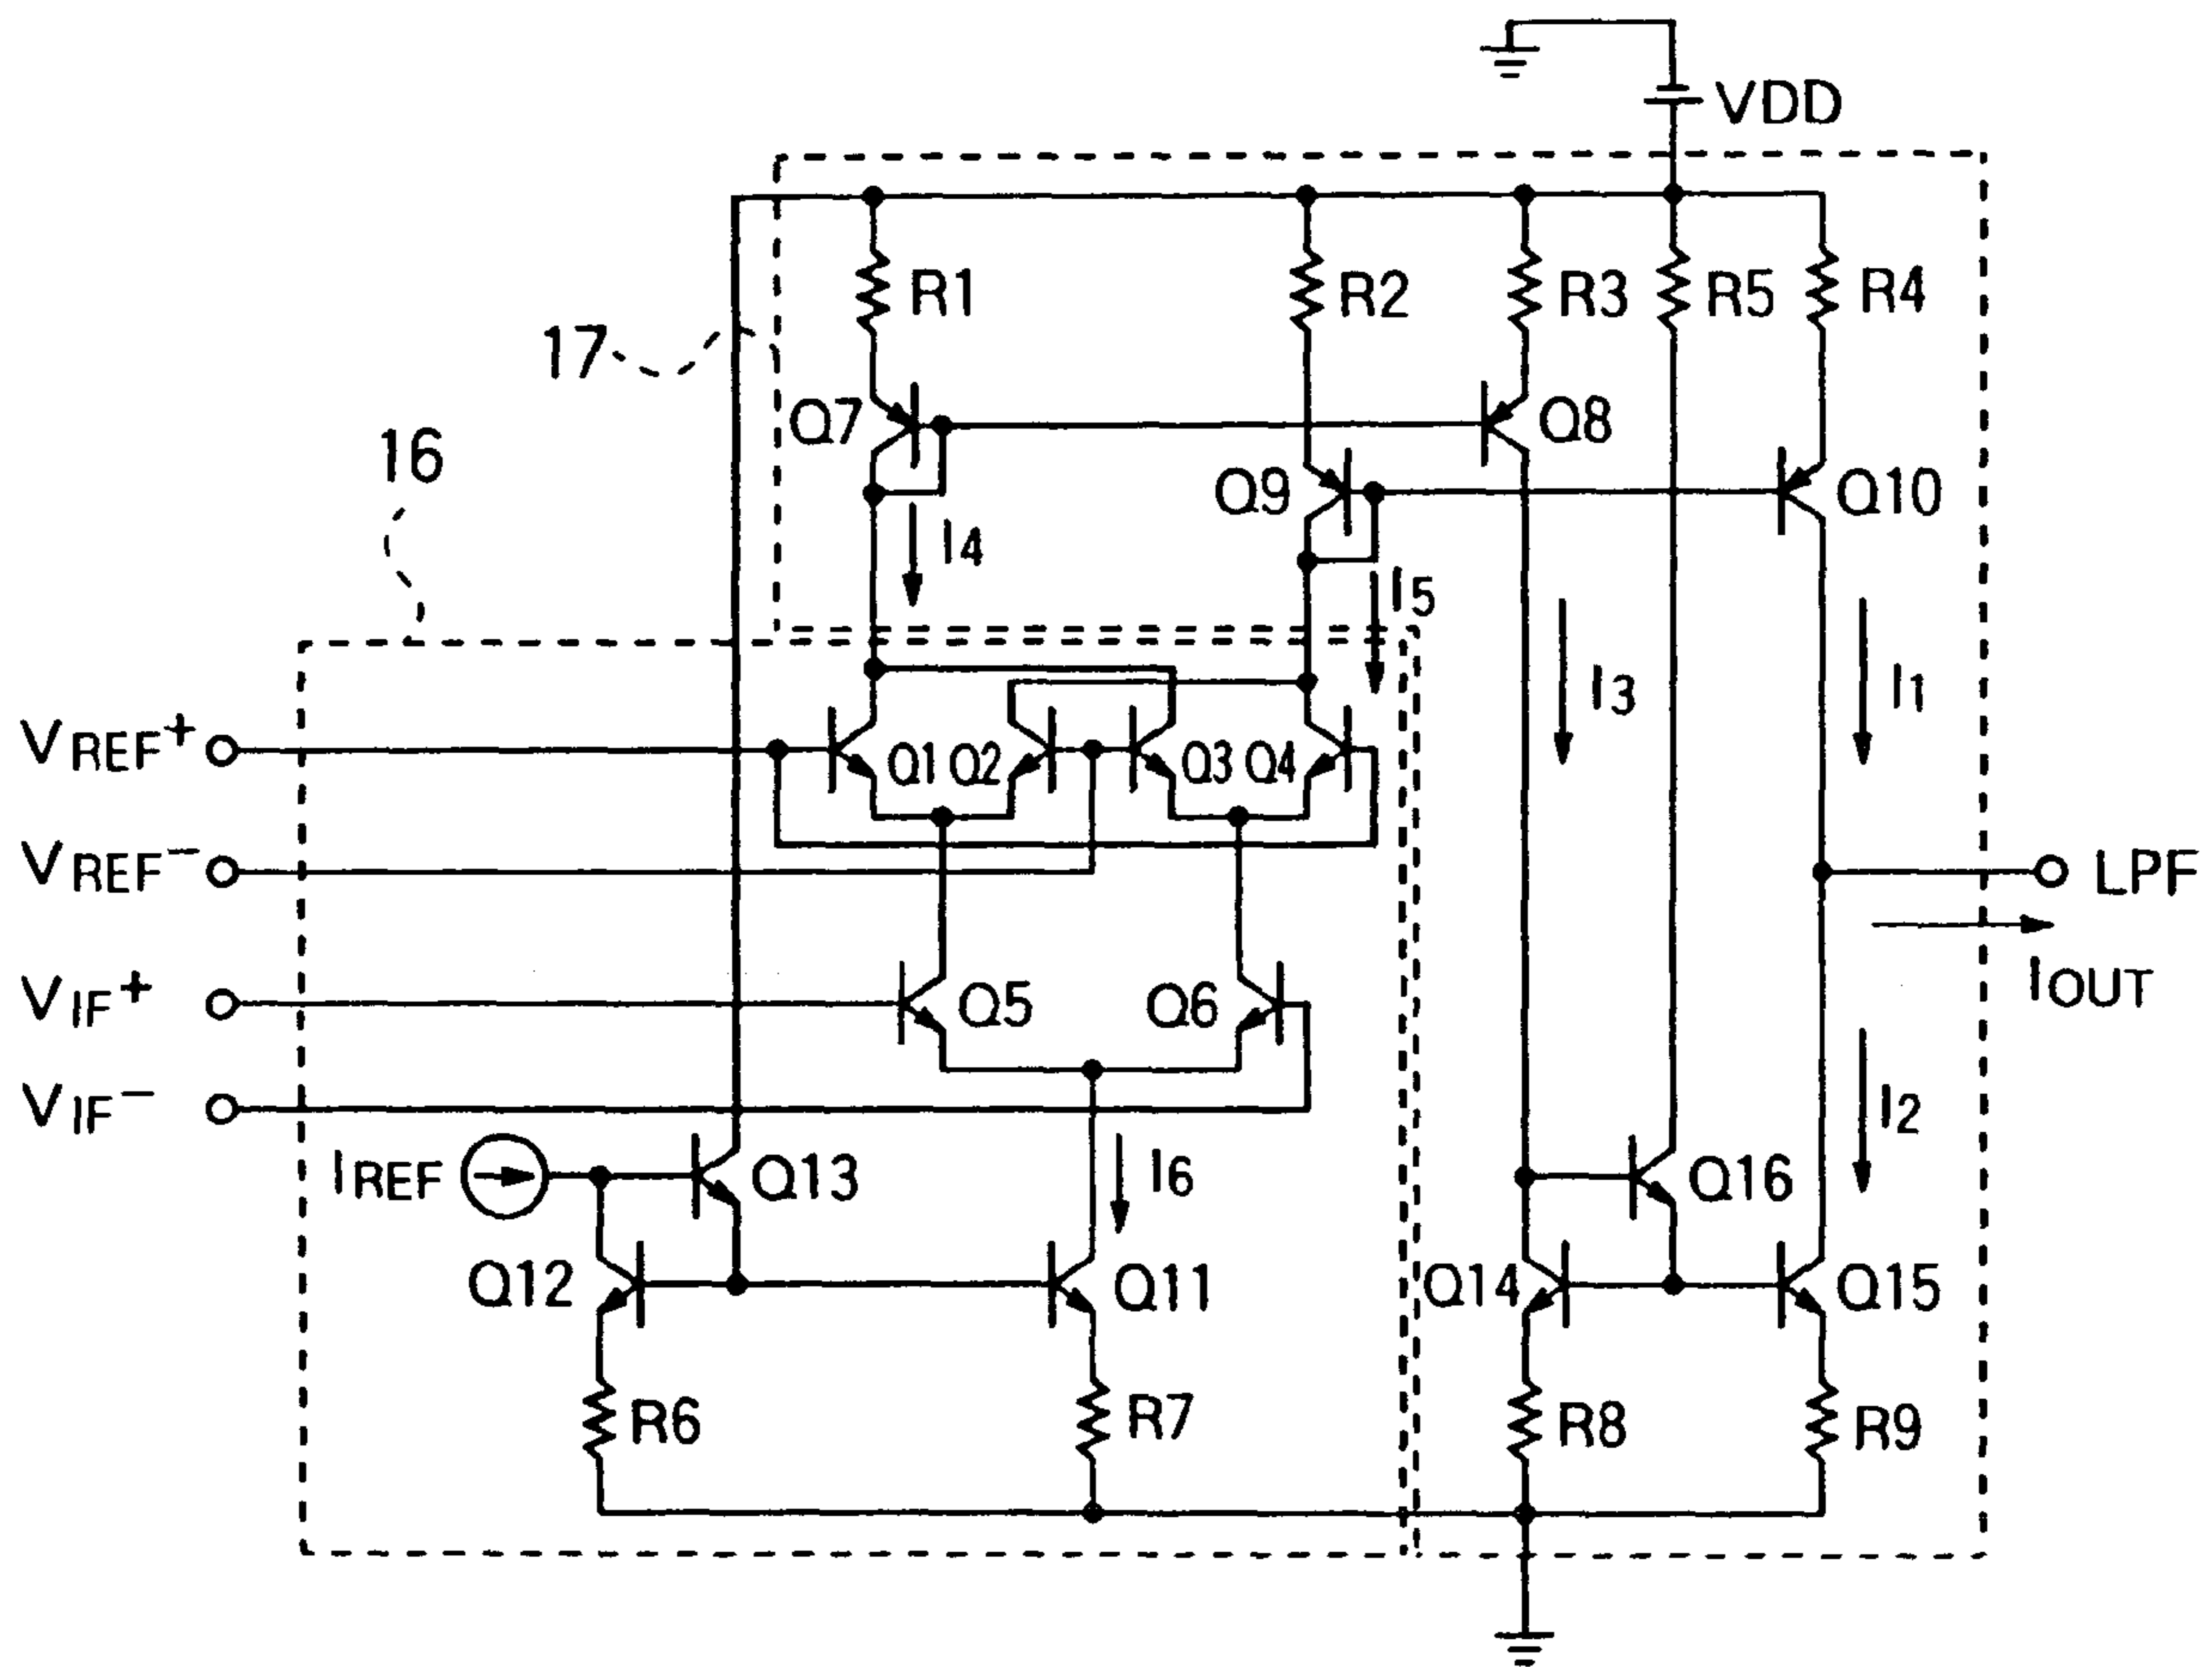 VDD
R1
R2
R3
R5
R4
17
Q7
Q8
16
Q9
Q10
I4
I5
I3
I1
VREF+
Q1
Q2
Q3
Q4
VREF−
LPF
VIF+
Q5
Q6
IOUT
VIF−
I2
IREF
Q13
I6
Q16
Q12
Q11
Q14
Q15
R6
R7
R8
R9